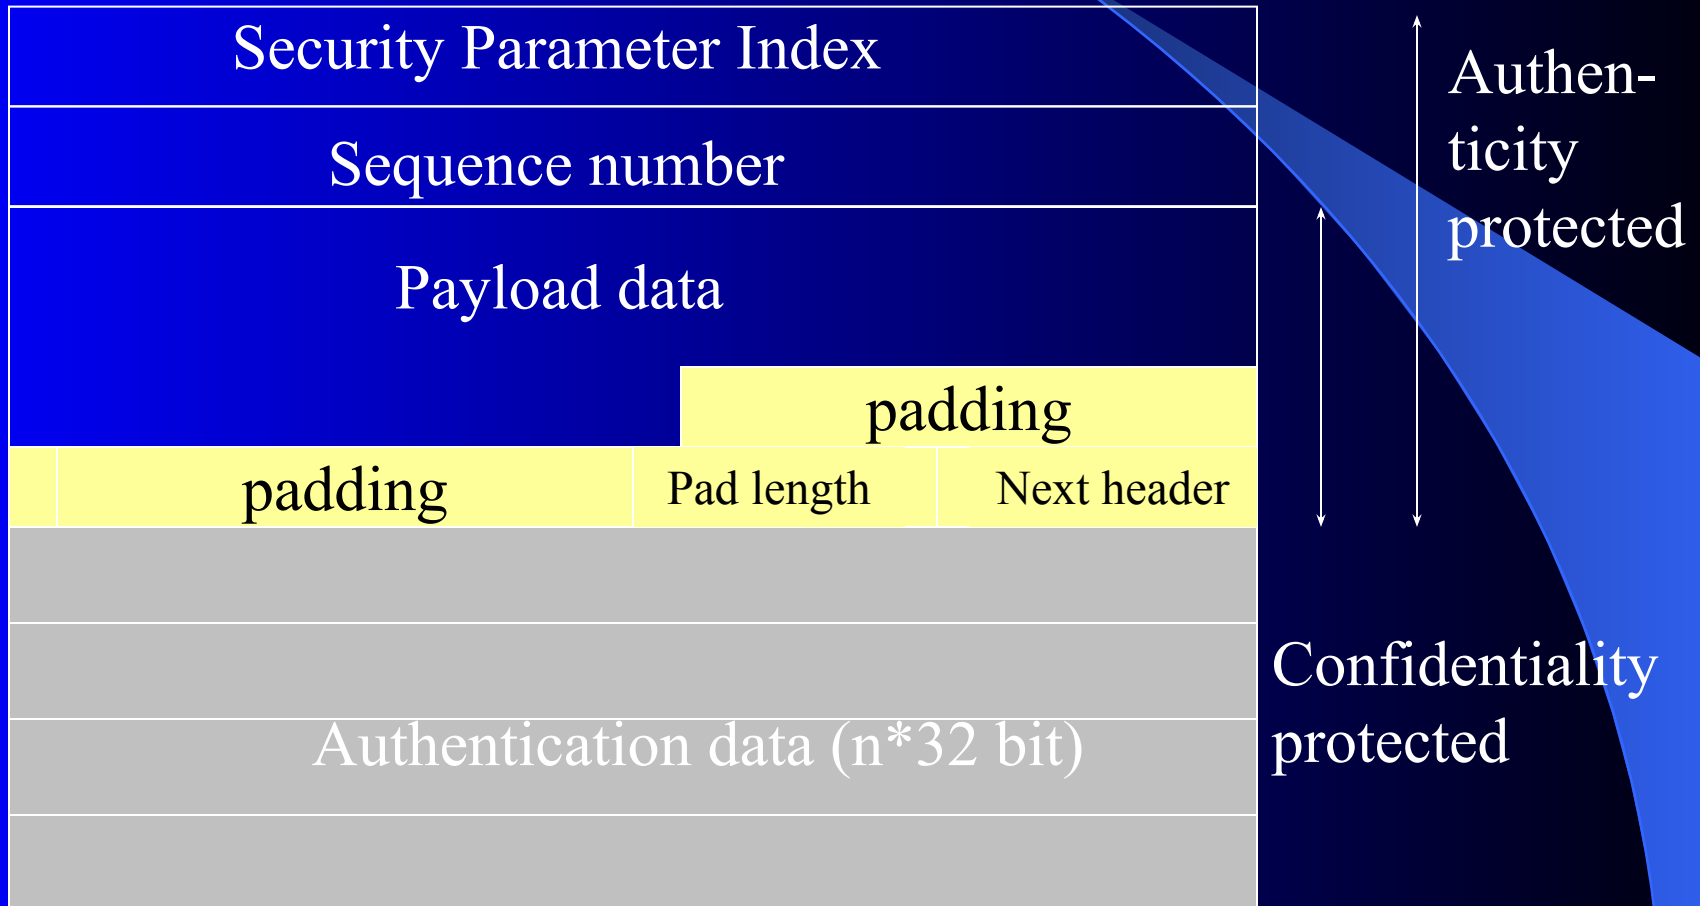 Security Parameter Index
Sequence number
Payload data
padding
padding
Pad length
Next header
Authentication data (n*32 bit)
Authen-
ticity
protected
Confidentiality
protected